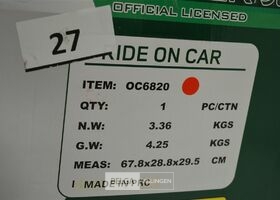 OFFICIAL LICENSED
27
RIDE ON CAR
ITEM: OC6820
QTY: 1 PC/CTN
N.W: 3.36 KGS
G.W: 4.25 KGS
MEAS: 67.8x28.8x29.5 CM
MADE IN PRC